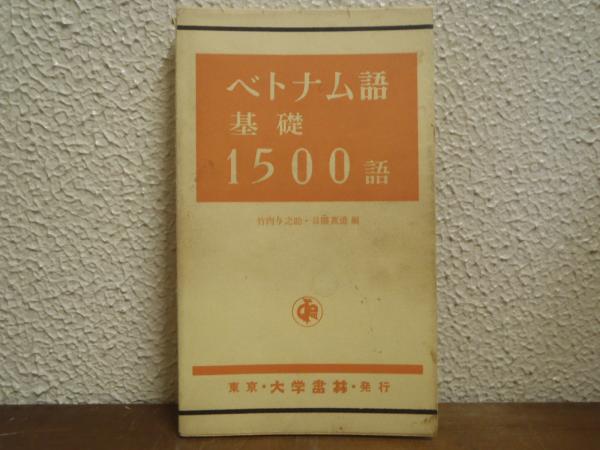 ベトナム語
基礎
1500語
竹内与之助・日隈真澄 編
東京・大学書林・発行